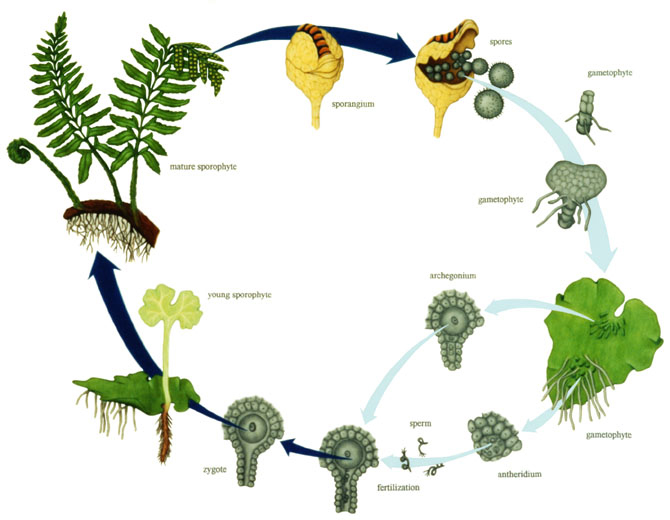 spores
gametophyte
sporangium
mature sporophyte
gametophyte
archegonium
young sporophyte
sperm
gametophyte
zygote
fertilization
antheridium